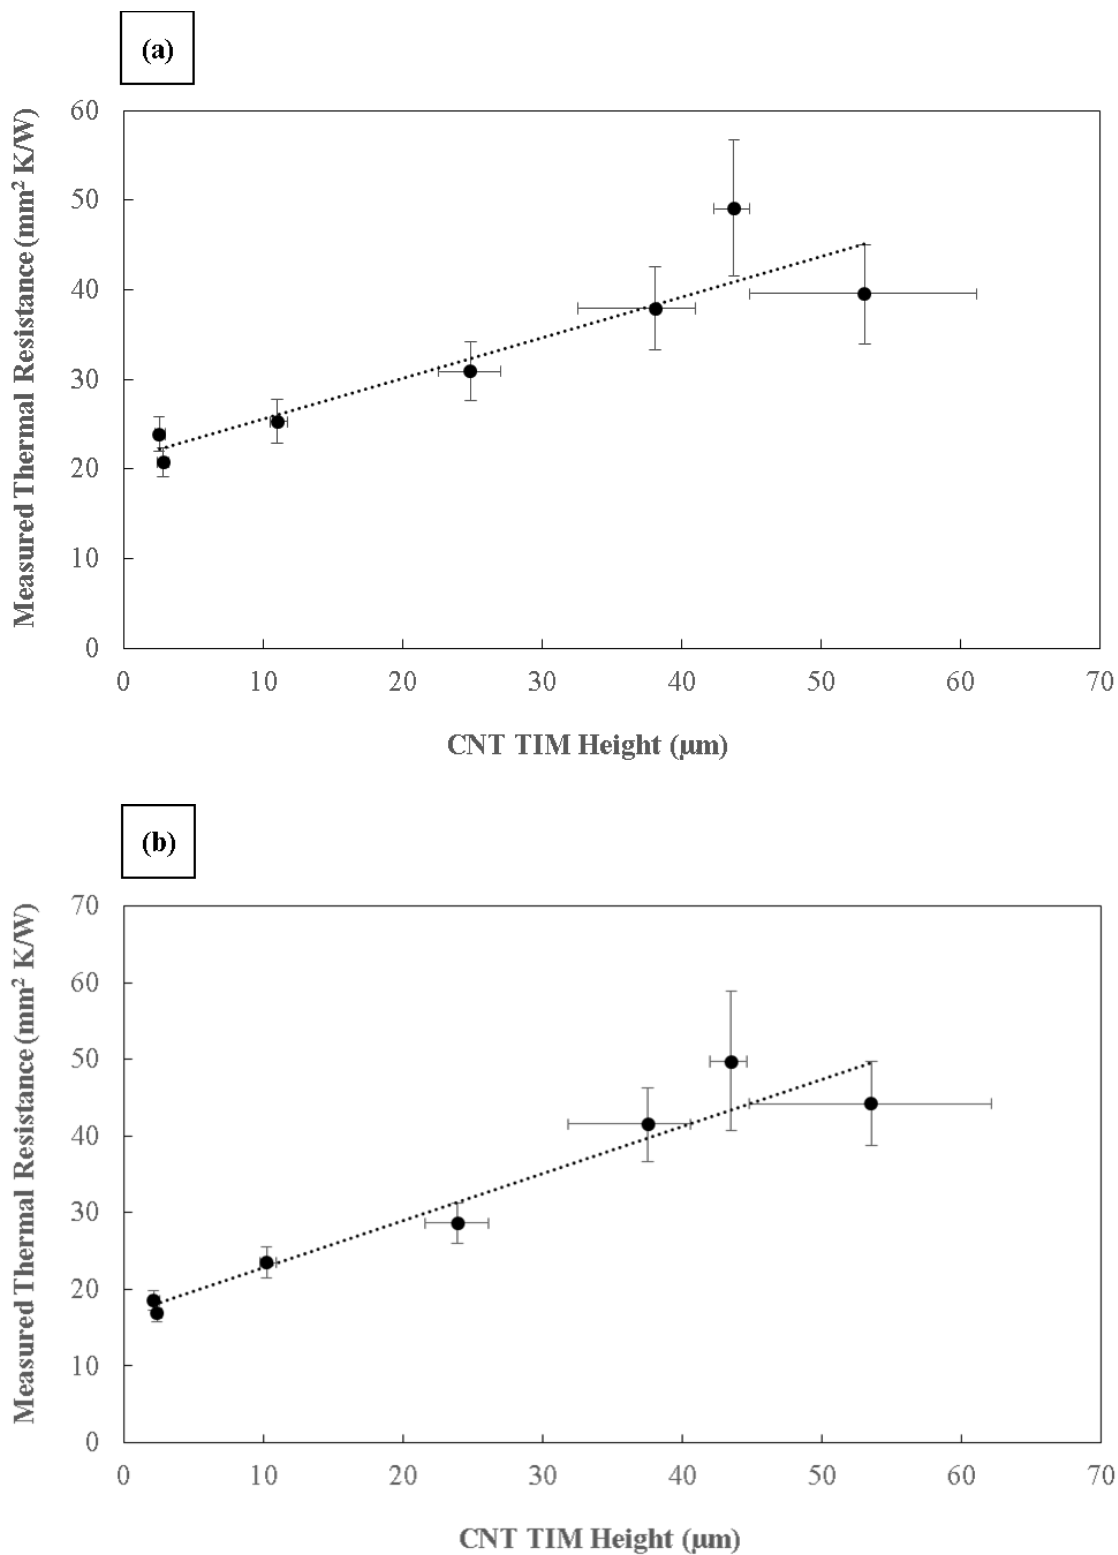 (a)
Measured Thermal Resistance (mm² K/W)
60
50
40
30
20
10
0
0 10 20 30 40 50 60 70
CNT TIM Height (μm)
(b)
Measured Thermal Resistance (mm² K/W)
70
60
50
40
30
20
10
0
0 10 20 30 40 50 60 70
CNT TIM Height (μm)